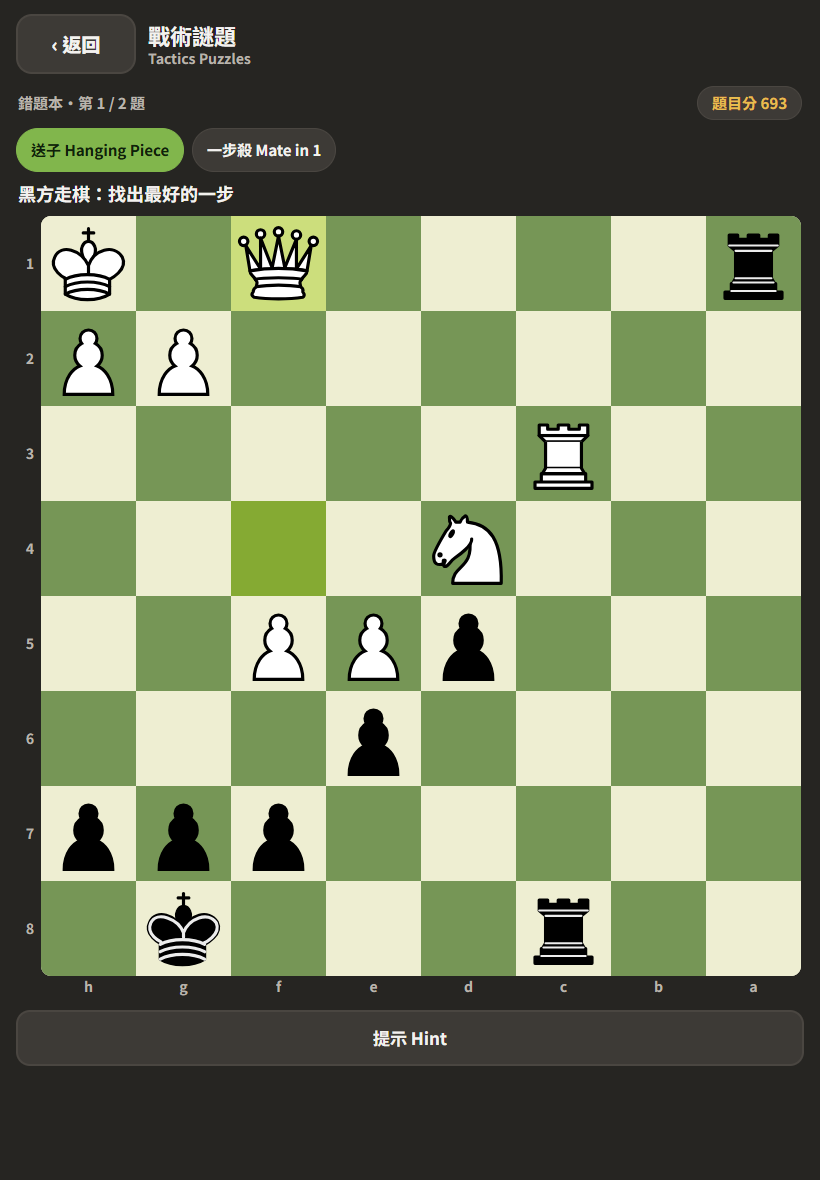 ‹ 返回
戰術謎題
Tactics Puzzles
錯題本・第 1 / 2 題
題目分 693
送子 Hanging Piece
一步殺 Mate in 1
黑方走棋：找出最好的一步
1
2
3
4
5
6
7
8
h g f e d c b a
提示 Hint